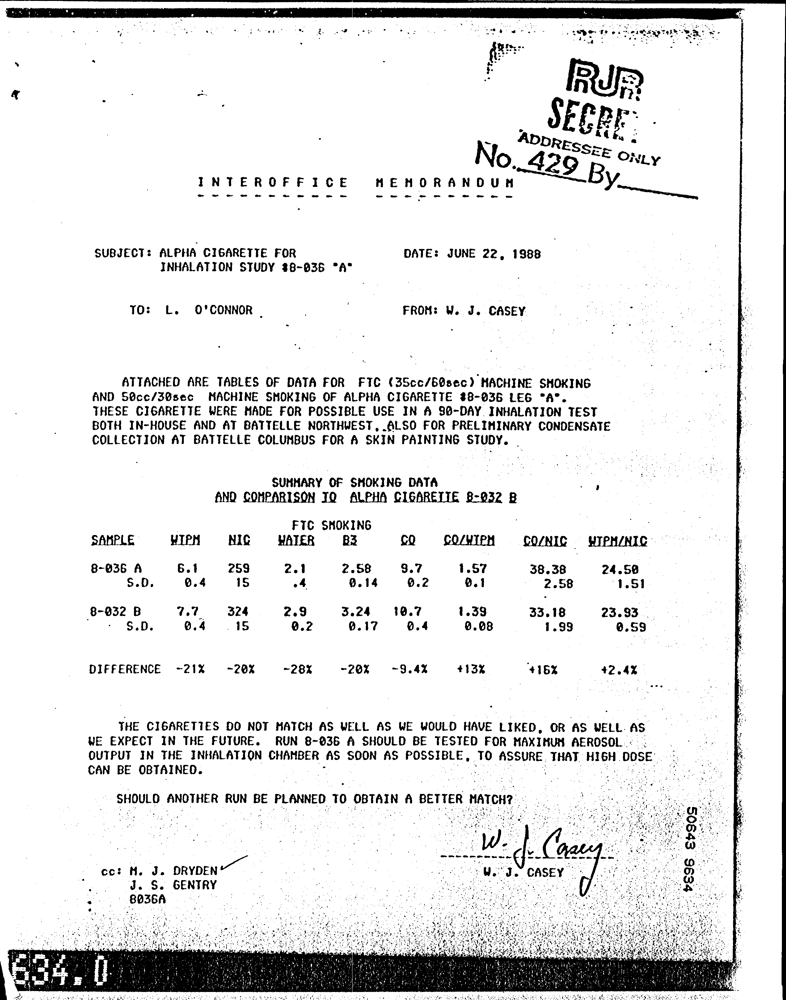 RJR
SECRET
ADDRESSEE ONLY
No. 429 By
INTEROFFICE MEMORANDUM
SUBJECT: ALPHA CIGARETTE FOR DATE: JUNE 22, 1988
INHALATION STUDY #8-036 "A"
TO: L. O'CONNOR FROM: W. J. CASEY
ATTACHED ARE TABLES OF DATA FOR FTC (35cc/60sec) MACHINE SMOKING
AND 50cc/30sec MACHINE SMOKING OF ALPHA CIGARETTE #8-036 LEG "A".
THESE CIGARETTE WERE MADE FOR POSSIBLE USE IN A 90-DAY INHALATION TEST
BOTH IN-HOUSE AND AT BATTELLE NORTHWEST, ALSO FOR PRELIMINARY CONDENSATE
COLLECTION AT BATTELLE COLUMBUS FOR A SKIN PAINTING STUDY.
SUMMARY OF SMOKING DATA
AND COMPARISON TO ALPHA CIGARETTE 8-032 B
FTC SMOKING
SAMPLE WTPM NIC WATER B3 CO CO/WTPM CO/NIC WTPM/NIC
8-036 A 6.1 259 2.1 2.58 9.7 1.57 38.38 24.50
S.D. 0.4 15 .4 0.14 0.2 0.1 2.58 1.51
8-032 B 7.7 324 2.9 3.24 10.7 1.39 33.18 23.93
S.D. 0.4 15 0.2 0.17 0.4 0.08 1.99 0.59
DIFFERENCE -21% -20% -28% -20% -9.4% +13% +16% +2.4%
THE CIGARETTES DO NOT MATCH AS WELL AS WE WOULD HAVE LIKED, OR AS WELL AS
WE EXPECT IN THE FUTURE. RUN 8-036 A SHOULD BE TESTED FOR MAXIMUM AEROSOL
OUTPUT IN THE INHALATION CHAMBER AS SOON AS POSSIBLE, TO ASSURE THAT HIGH DOSE
CAN BE OBTAINED.
SHOULD ANOTHER RUN BE PLANNED TO OBTAIN A BETTER MATCH?
W. J. Casey
W. J. CASEY
cc: M. J. DRYDEN
J. S. GENTRY
8036A
50643 9634
634.0